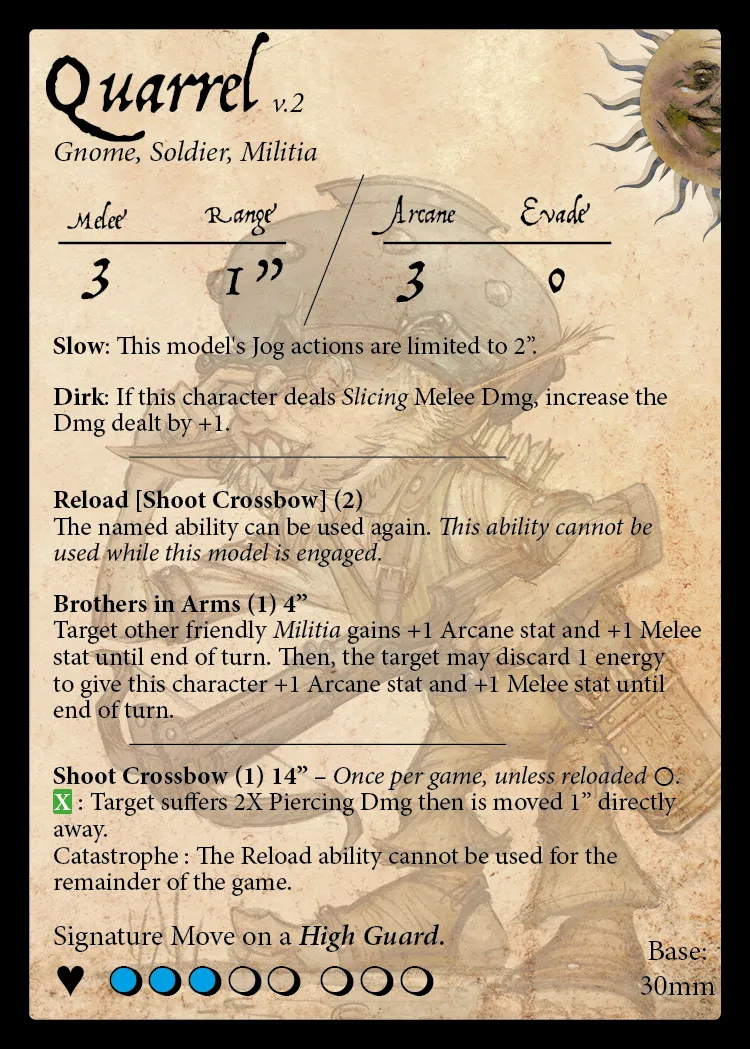 Quarrel v.2
Gnome, Soldier, Militia
Melee Range Arcane Evade
3 1” 3 0
Slow: This model's Jog actions are limited to 2”.
Dirk: If this character deals Slicing Melee Dmg, increase the
Dmg dealt by +1.
Reload [Shoot Crossbow] (2)
The named ability can be used again. This ability cannot be
used while this model is engaged.
Brothers in Arms (1) 4”
Target other friendly Militia gains +1 Arcane stat and +1 Melee
stat until end of turn. Then, the target may discard 1 energy
to give this character +1 Arcane stat and +1 Melee stat until
end of turn.
Shoot Crossbow (1) 14” – Once per game, unless reloaded ○.
X : Target suffers 2X Piercing Dmg then is moved 1” directly
away.
Catastrophe : The Reload ability cannot be used for the
remainder of the game.
Signature Move on a High Guard.
Base:
30mm